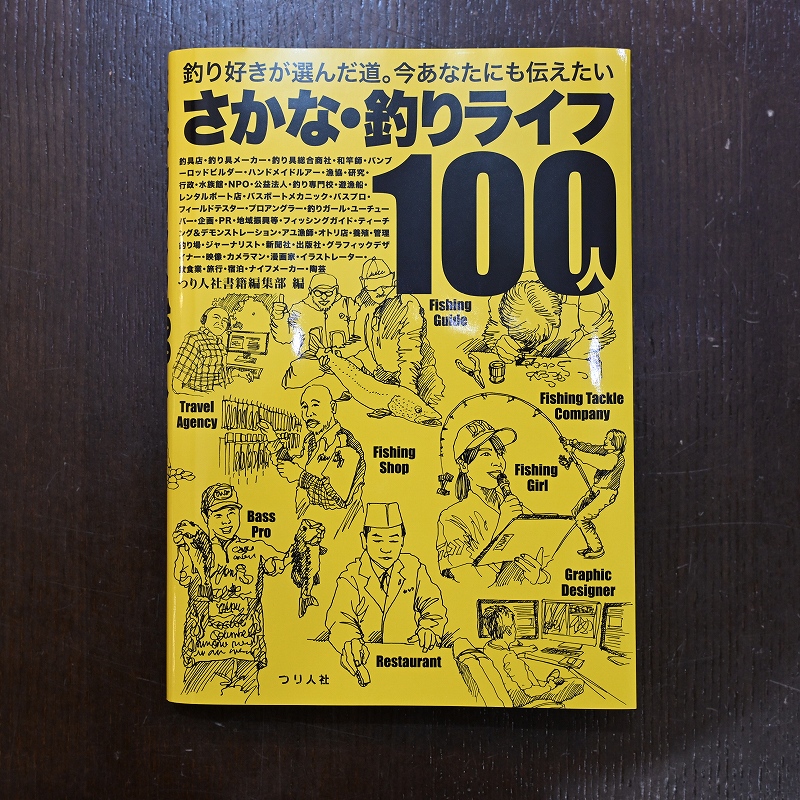 釣り好きが選んだ道。今あなたにも伝えたい
さかな・釣りライフ
100人
釣具店・釣り具メーカー・釣り具総合商社・和竿師・バンブ
ーロッドビルダー・ハンドメイドルアー・漁協・研究・
行政・水族館・NPO・公益法人・釣り専門校・遊漁船・
レンタルボート店・バスボートメカニック・バスプロ・
フィールドテスター・プロアングラー・釣りガール・ユーチュー
バー・企画・PR・地域振興等・フィッシングガイド・ティーチ
ング&デモンストレーション・アユ漁師・オトリ店・養殖・管理
釣り場・ジャーナリスト・新聞社・出版社・グラフィックデザ
イナー・映像・カメラマン・漫画家・イラストレーター・
飲食業・旅行・宿泊・ナイフメーカー・陶芸
つり人社書籍編集部 編
Fishing
Guide
Travel
Agency
Fishing Tackle
Company
Fishing
Shop
Fishing
Girl
Bass
Pro
Graphic
Designer
Restaurant
つり人社